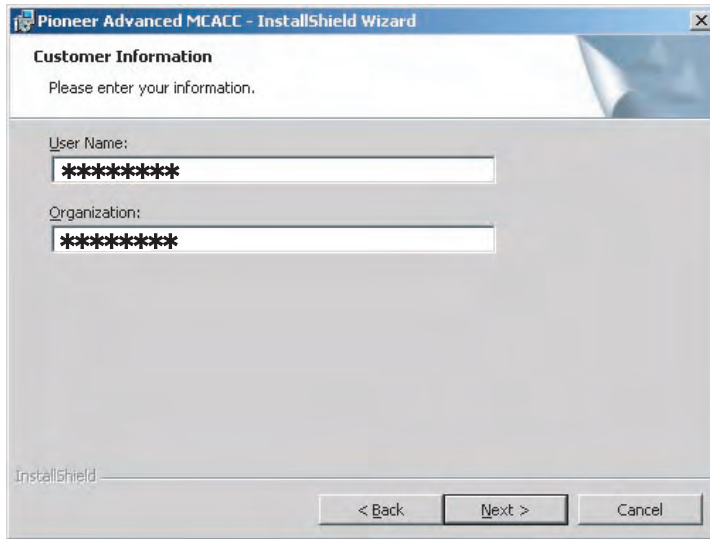 Pioneer Advanced MCACC - InstallShield Wizard
Customer Information
Please enter your information.
User Name:
********
Organization:
********
InstallShield
< Back Next > Cancel